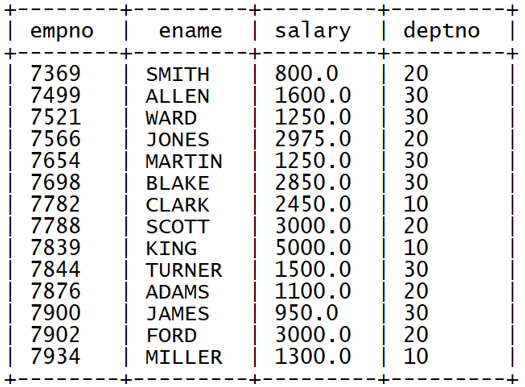 +--------+---------+---------+---------+
| empno | ename | salary | deptno |
+--------+---------+---------+---------+
| 7369 | SMITH | 800.0 | 20 |
| 7499 | ALLEN | 1600.0 | 30 |
| 7521 | WARD | 1250.0 | 30 |
| 7566 | JONES | 2975.0 | 20 |
| 7654 | MARTIN | 1250.0 | 30 |
| 7698 | BLAKE | 2850.0 | 30 |
| 7782 | CLARK | 2450.0 | 10 |
| 7788 | SCOTT | 3000.0 | 20 |
| 7839 | KING | 5000.0 | 10 |
| 7844 | TURNER | 1500.0 | 30 |
| 7876 | ADAMS | 1100.0 | 20 |
| 7900 | JAMES | 950.0 | 30 |
| 7902 | FORD | 3000.0 | 20 |
| 7934 | MILLER | 1300.0 | 10 |
+--------+---------+---------+---------+